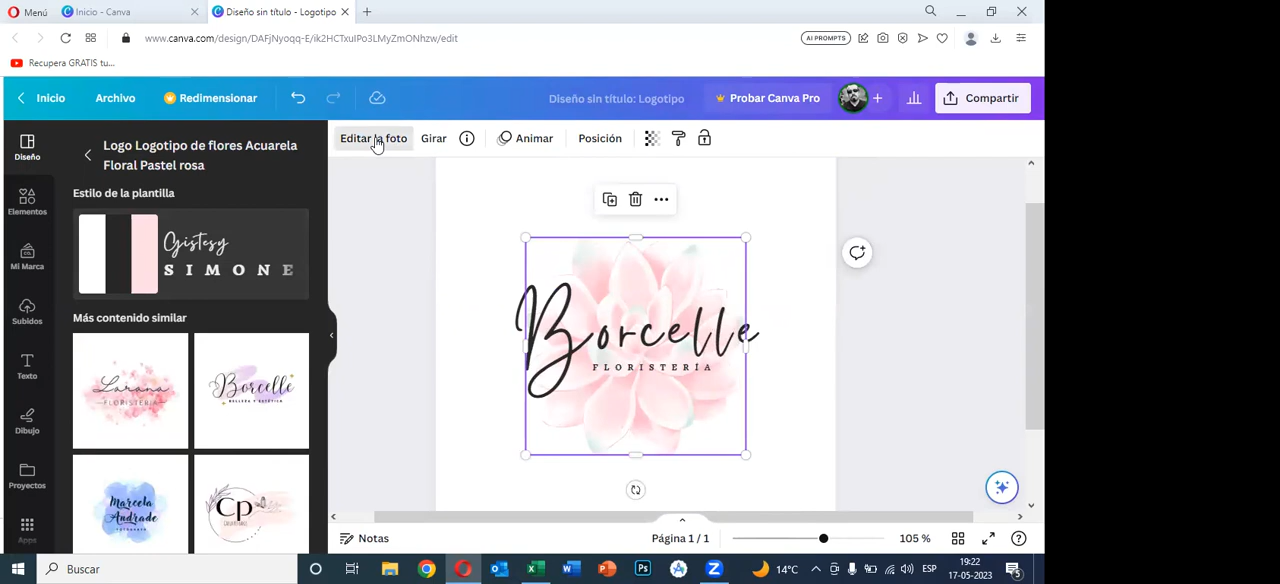 Menú
Inicio - Canva
Diseño sin título - Logotipo
www.canva.com/design/DAFjNyoqq-E/ik2HCTxuIPo3LMyZmONhzw/edit
AI PROMPTS
Recupera GRATIS tu...
Inicio
Archivo
Redimensionar
Diseño sin título: Logotipo
Probar Canva Pro
Compartir
Editar la foto
Girar
Animar
Posición
Diseño
Elementos
Mi Marca
Subidos
Texto
Dibujo
Proyectos
Apps
Logo Logotipo de flores Acuarela
Floral Pastel rosa
Estilo de la plantilla
Gistesy
SIMONE
Más contenido similar
Larana
FLORISTERÍA
Borcelle
BELLEZA Y ESTÉTICA
Marcela
Andrade
CP
Borcelle
FLORISTERÍA
Notas
Página 1 / 1
105 %
Buscar
14°C
ESP
19:22
17-05-2023
5